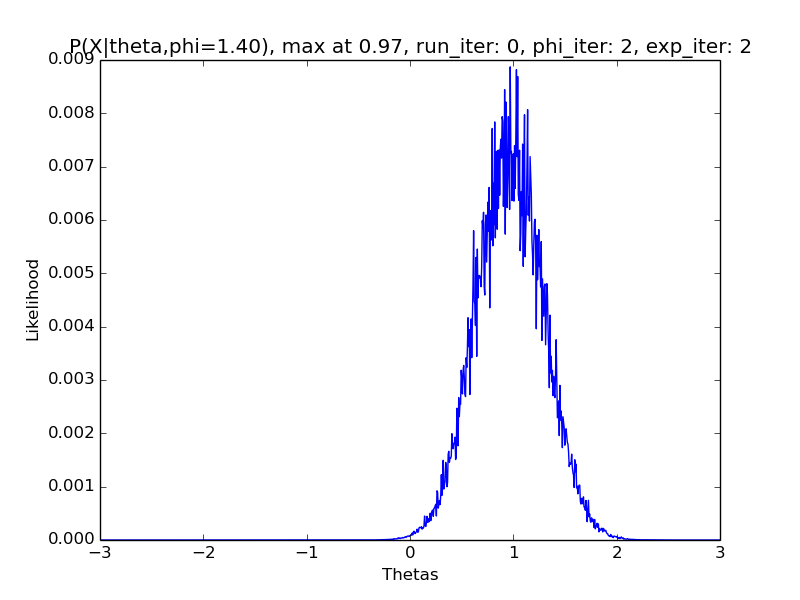 P(X|theta,phi=1.40), max at 0.97, run_iter: 0, phi_iter: 2, exp_iter: 2
0.009
0.008
0.007
0.006
0.005
0.004
0.003
0.002
0.001
0.000
Likelihood
−3 −2 −1 0 1 2 3
Thetas